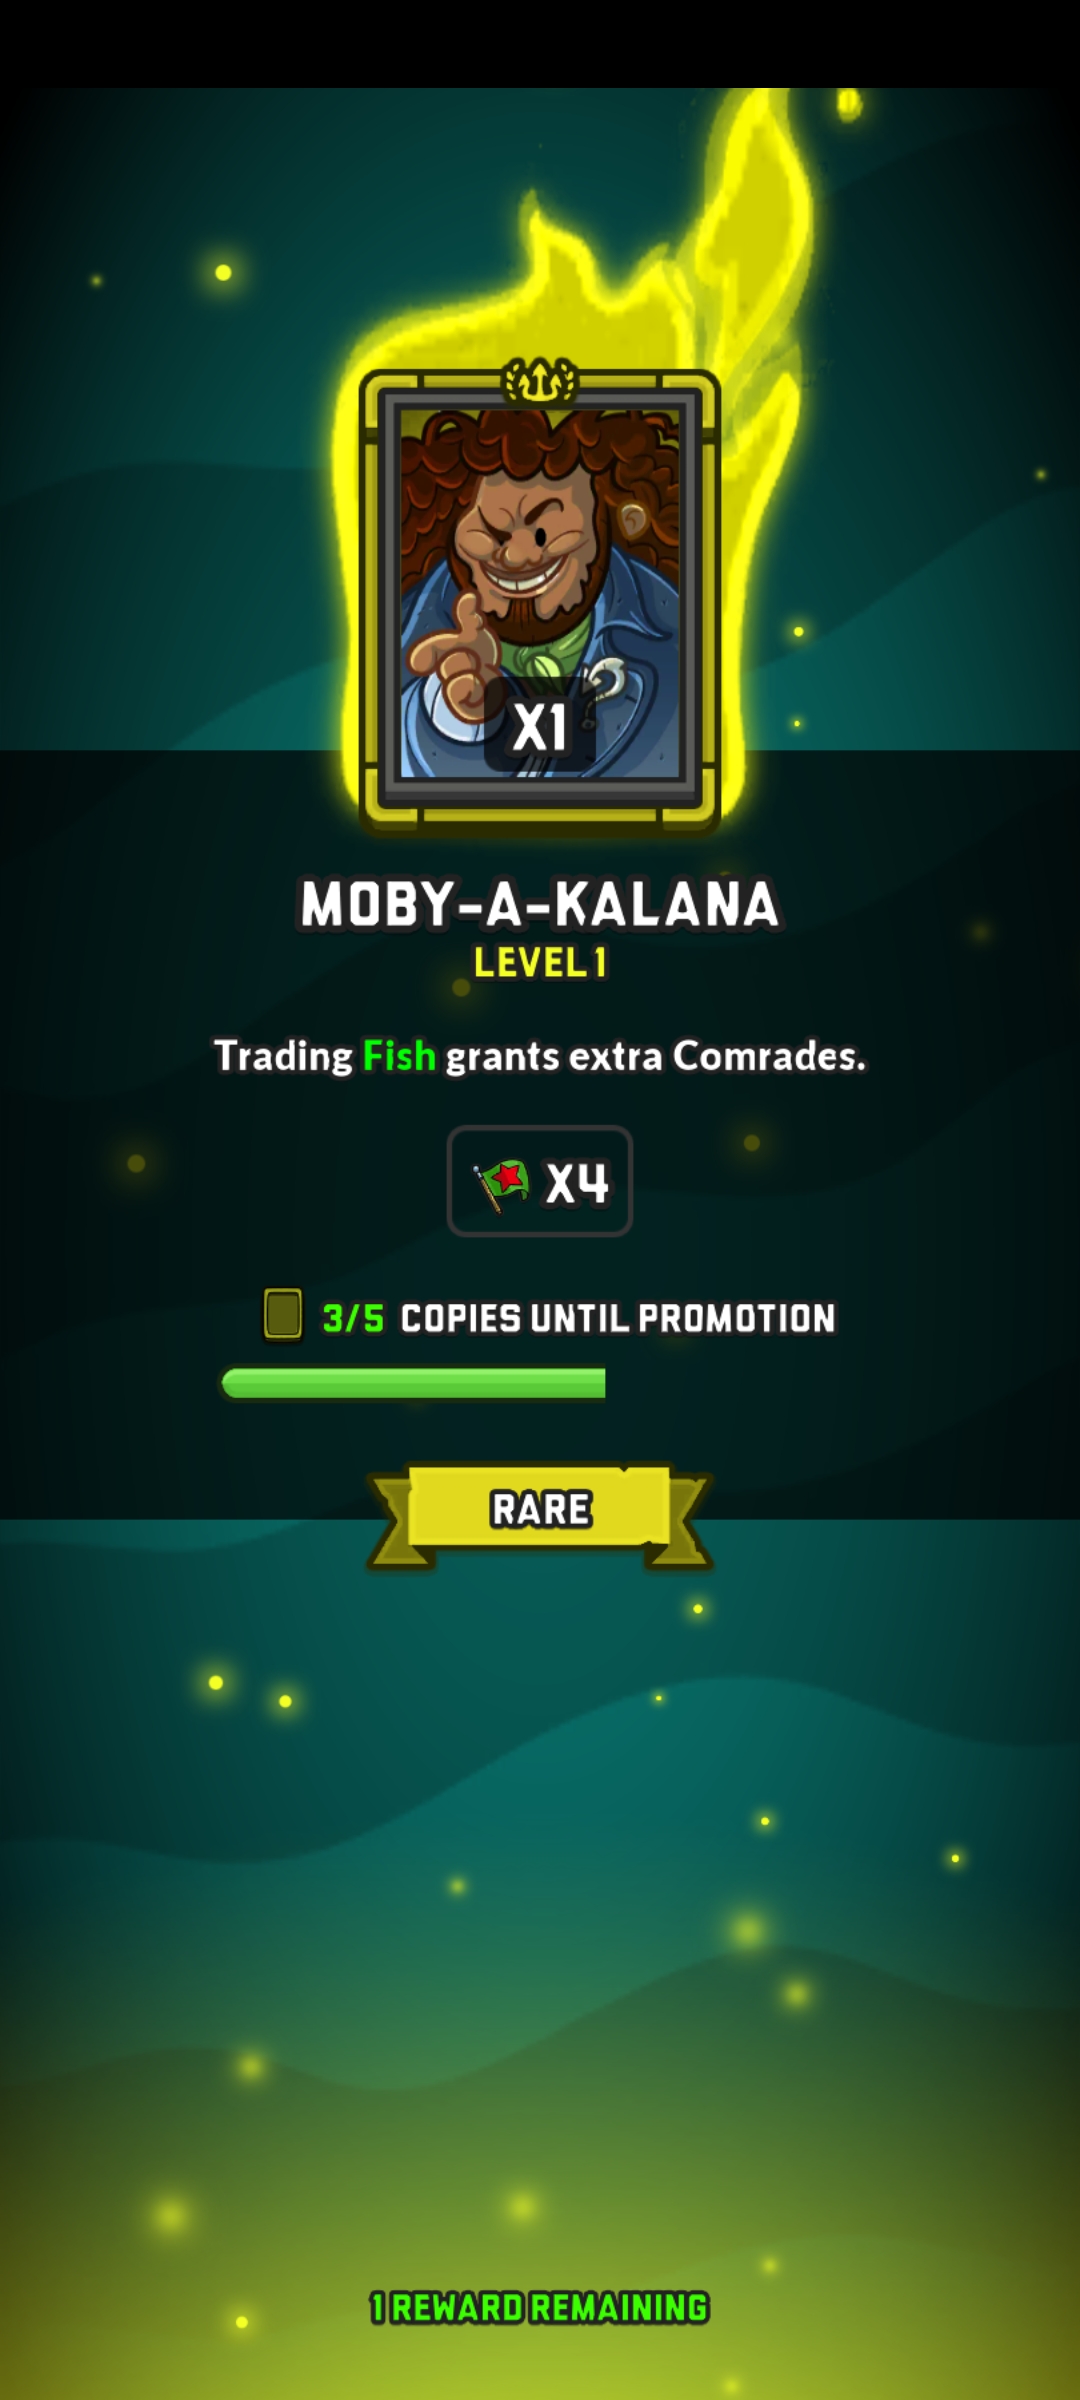 X1
MOBY-A-KALANA
LEVEL 1
Trading Fish grants extra Comrades.
X4
3/5 COPIES UNTIL PROMOTION
RARE
1 REWARD REMAINING